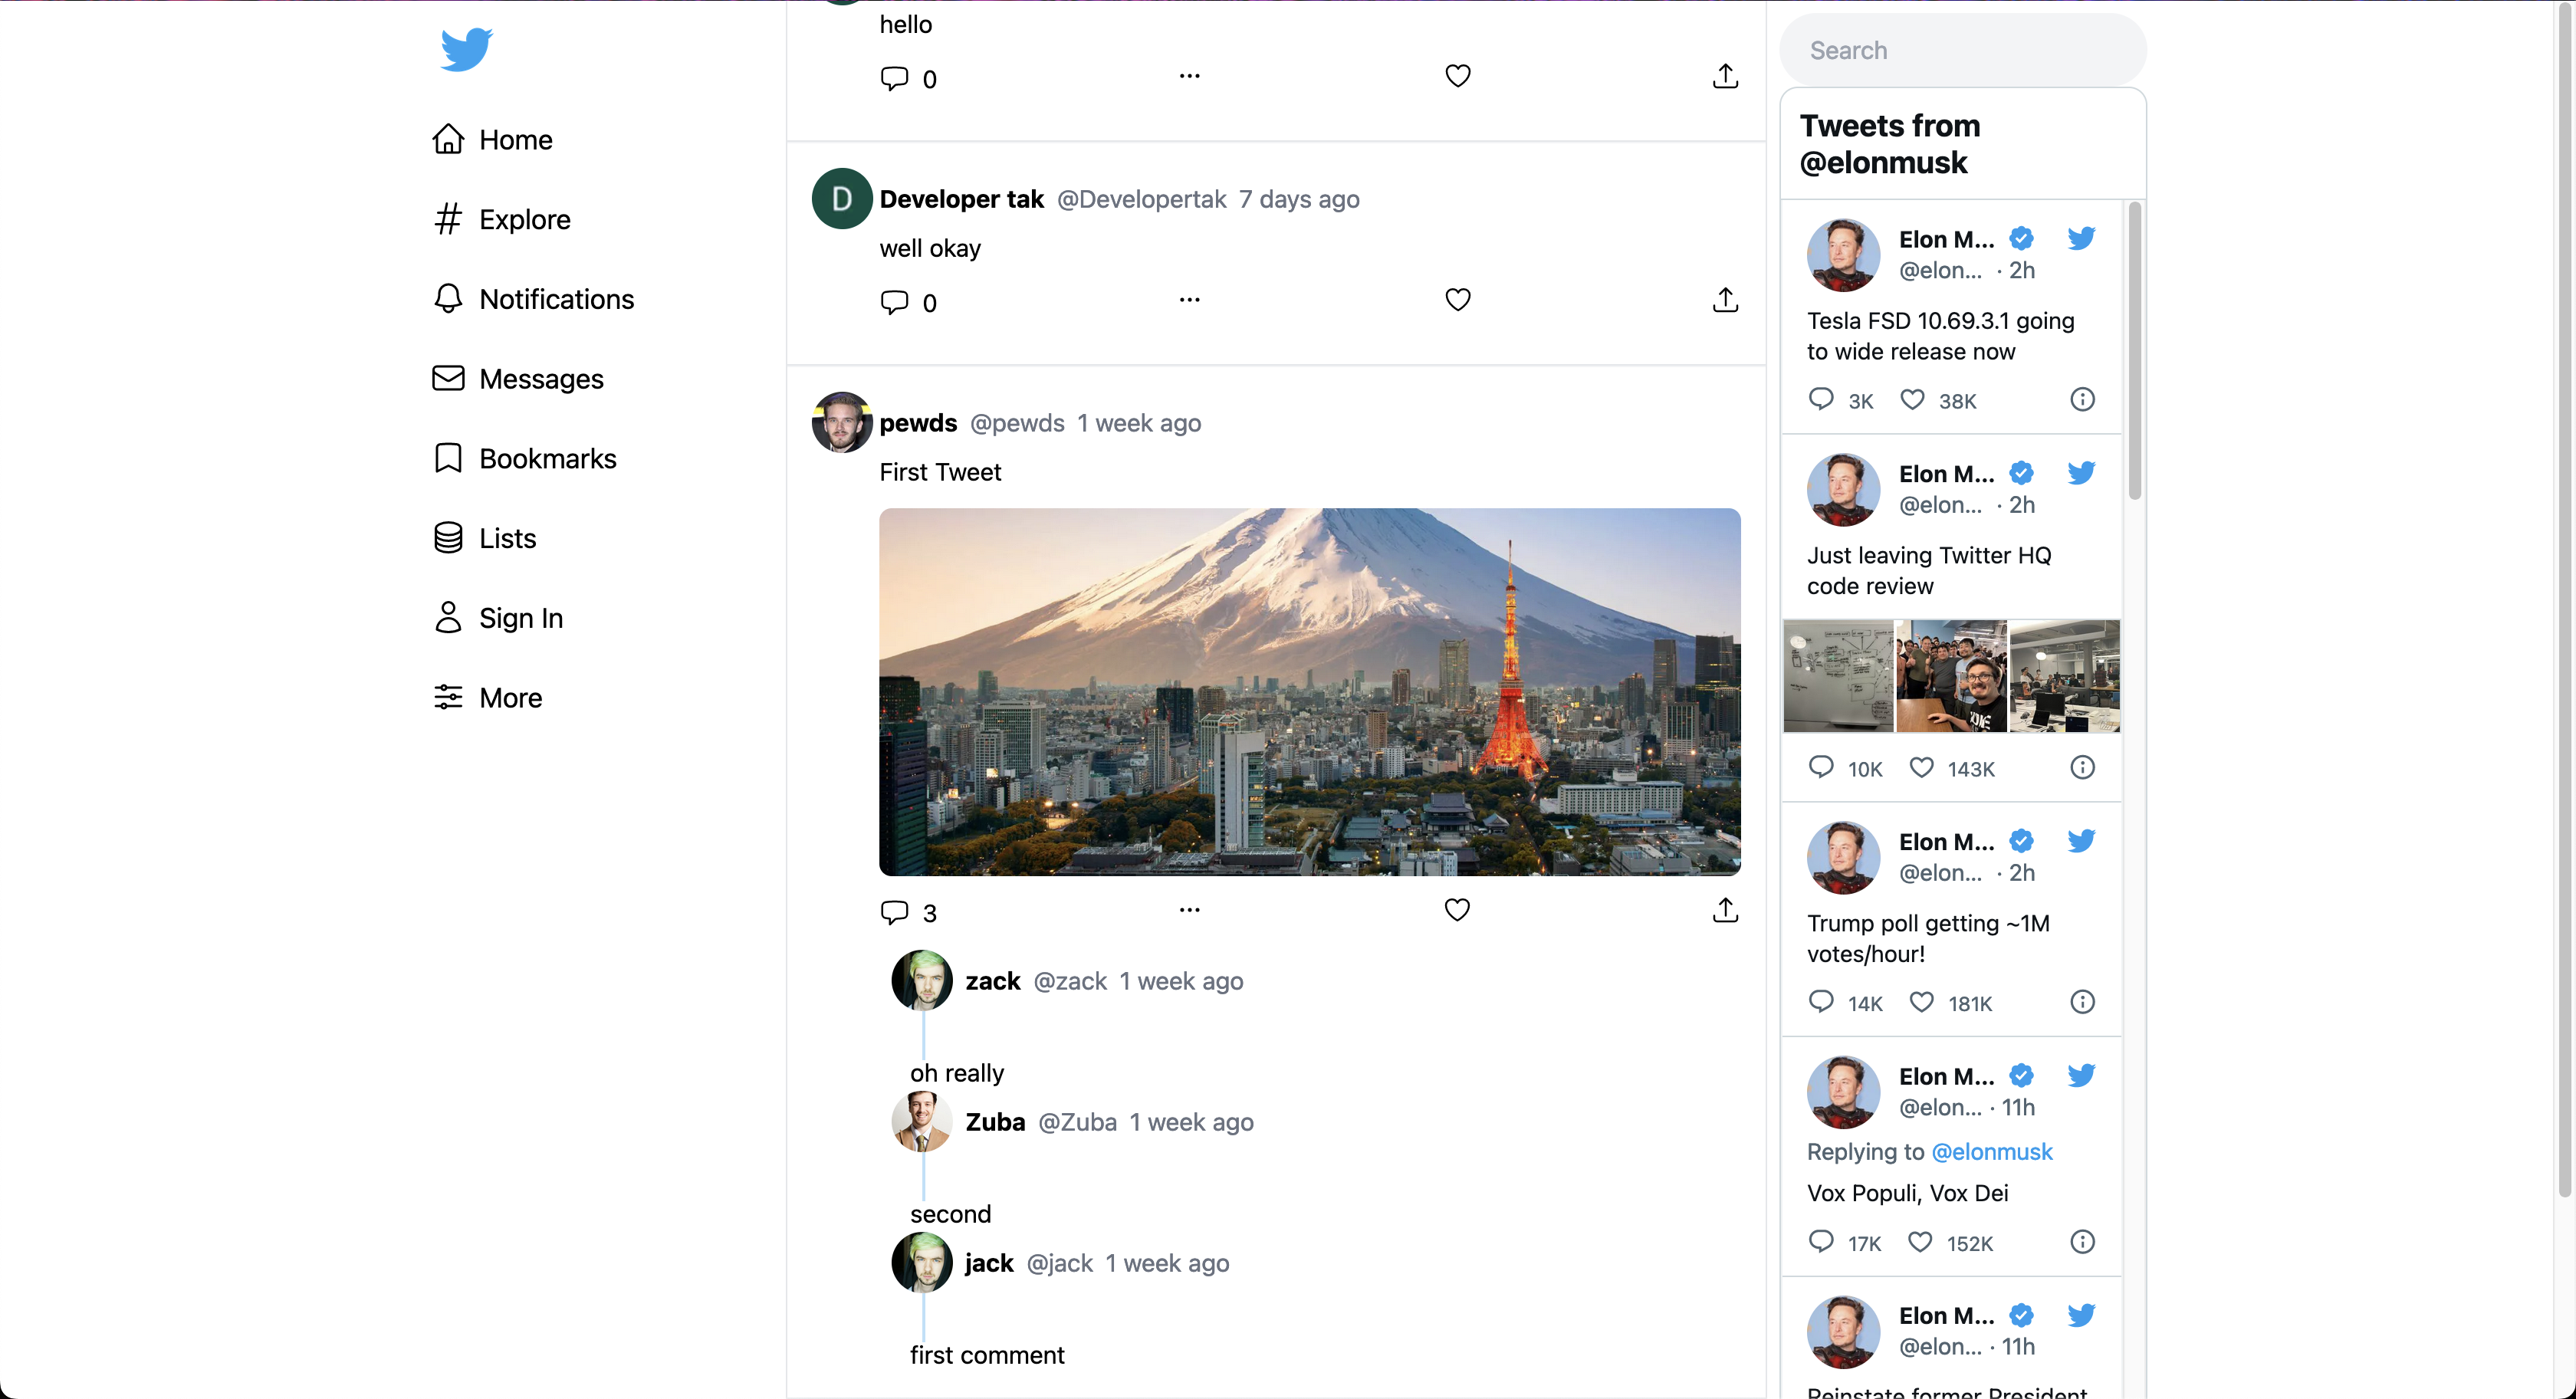 Home
Explore
Notifications
Messages
Bookmarks
Lists
Sign In
More
hello
0
D
Developer tak @Developertak 7 days ago
well okay
0
pewds @pewds 1 week ago
First Tweet
3
zack @zack 1 week ago
oh really
Zuba @Zuba 1 week ago
second
jack @jack 1 week ago
first comment
Search
Tweets from
@elonmusk
Elon M...
@elon... · 2h
Tesla FSD 10.69.3.1 going
to wide release now
3K 38K
Elon M...
@elon... · 2h
Just leaving Twitter HQ
code review
10K 143K
Elon M...
@elon... · 2h
Trump poll getting ~1M
votes/hour!
14K 181K
Elon M...
@elon... · 11h
Replying to @elonmusk
Vox Populi, Vox Dei
17K 152K
Elon M...
@elon... · 11h
Reinstate former President